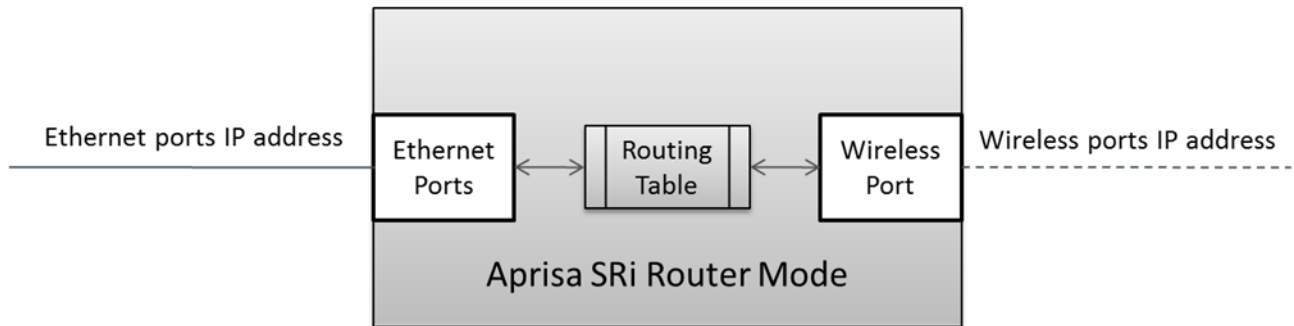 Ethernet ports IP address
Ethernet
Ports
Routing
Table
Wireless
Port
Wireless ports IP address
Aprisa SRi Router Mode